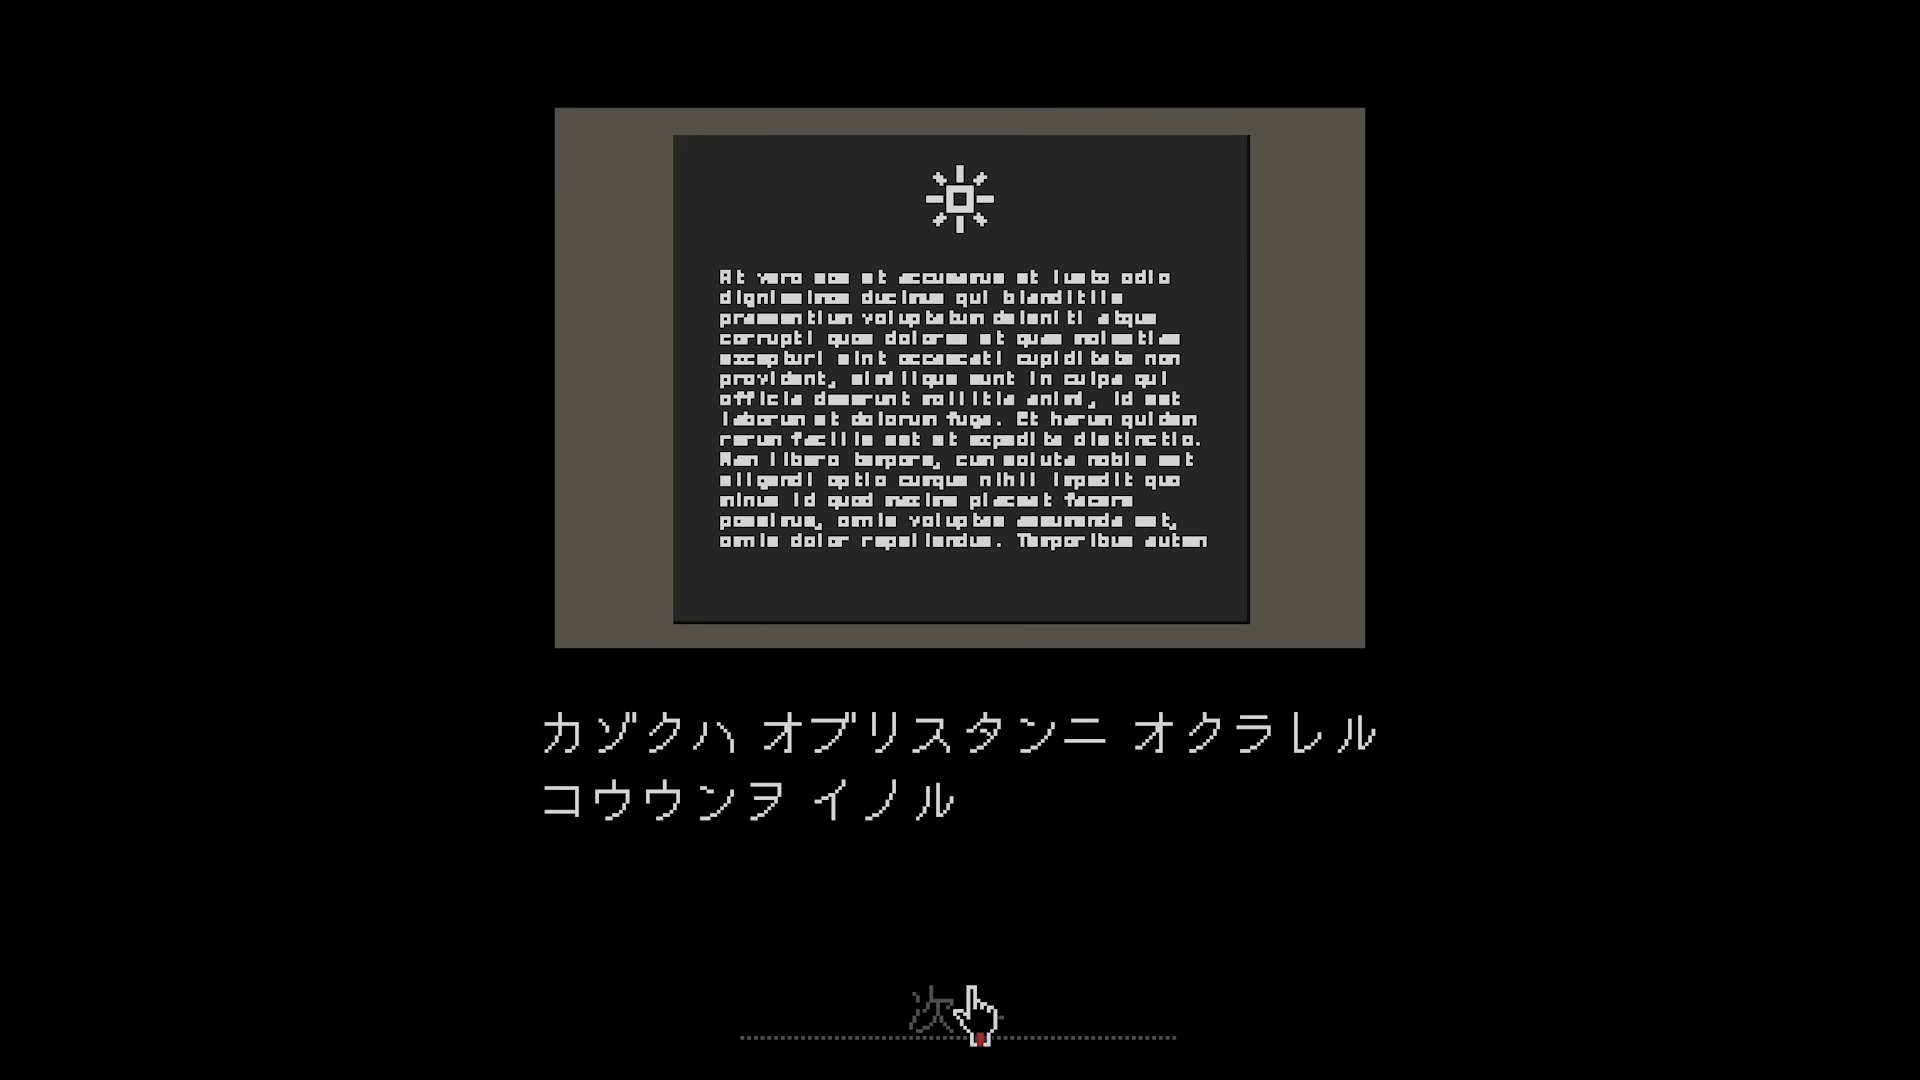 At vero eos et accusamus et iusto odio
dignissimos ducimus qui blanditiis
praesentium voluptatum deleniti atque
corrupti quos dolores et quas molestias
excepturi sint occaecati cupiditate non
provident, similique sunt in culpa qui
officia deserunt mollitia animi, id est
laborum et dolorum fuga. Et harum quidem
rerum facilis est et expedita distinctio.
Nam libero tempore, cum soluta nobis est
eligendi optio cumque nihil impedit quo
minus id quod maxime placeat facere
possimus, omnis voluptas assumenda est,
omnis dolor repellendus. Temporibus autem
カゾクハ オブリスタンニ オクラレル
コウウンヲ イノル
次